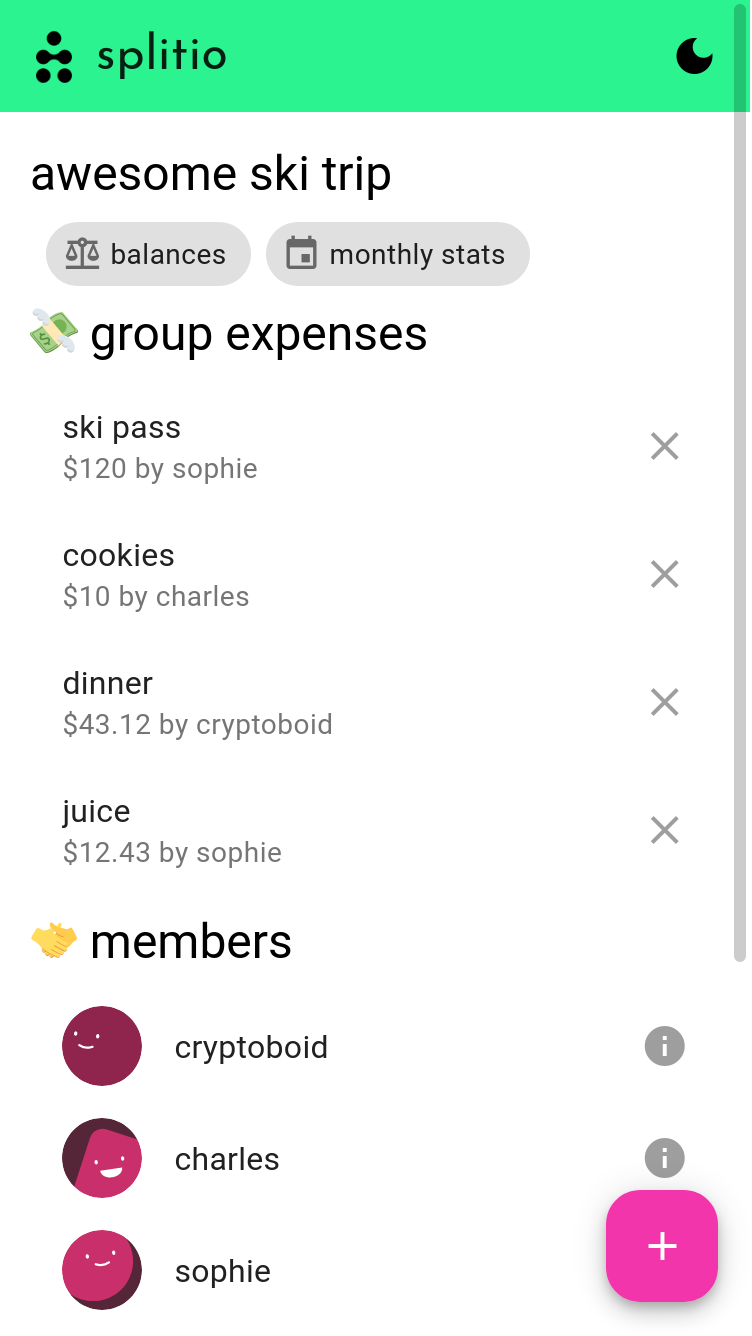 splitio
awesome ski trip
balances
monthly stats
group expenses
ski pass
$120 by sophie
cookies
$10 by charles
dinner
$43.12 by cryptoboid
juice
$12.43 by sophie
members
cryptoboid
charles
sophie